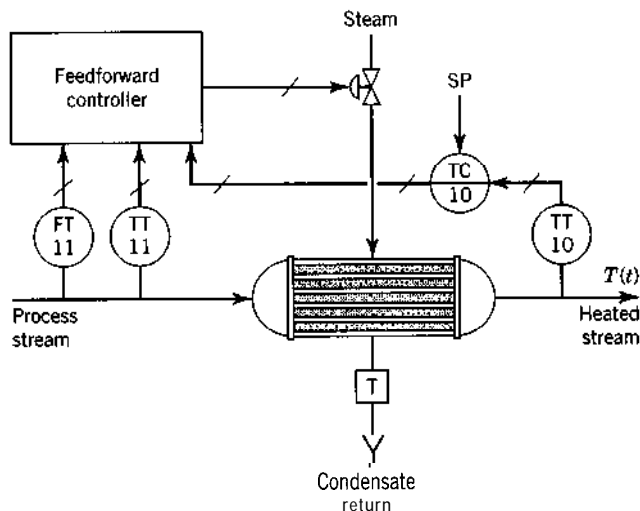 Steam
Feedforward
controller
SP
TC
10
FT
11
TT
11
TT
10
T(t)
Process
stream
Heated
stream
T
Condensate
return